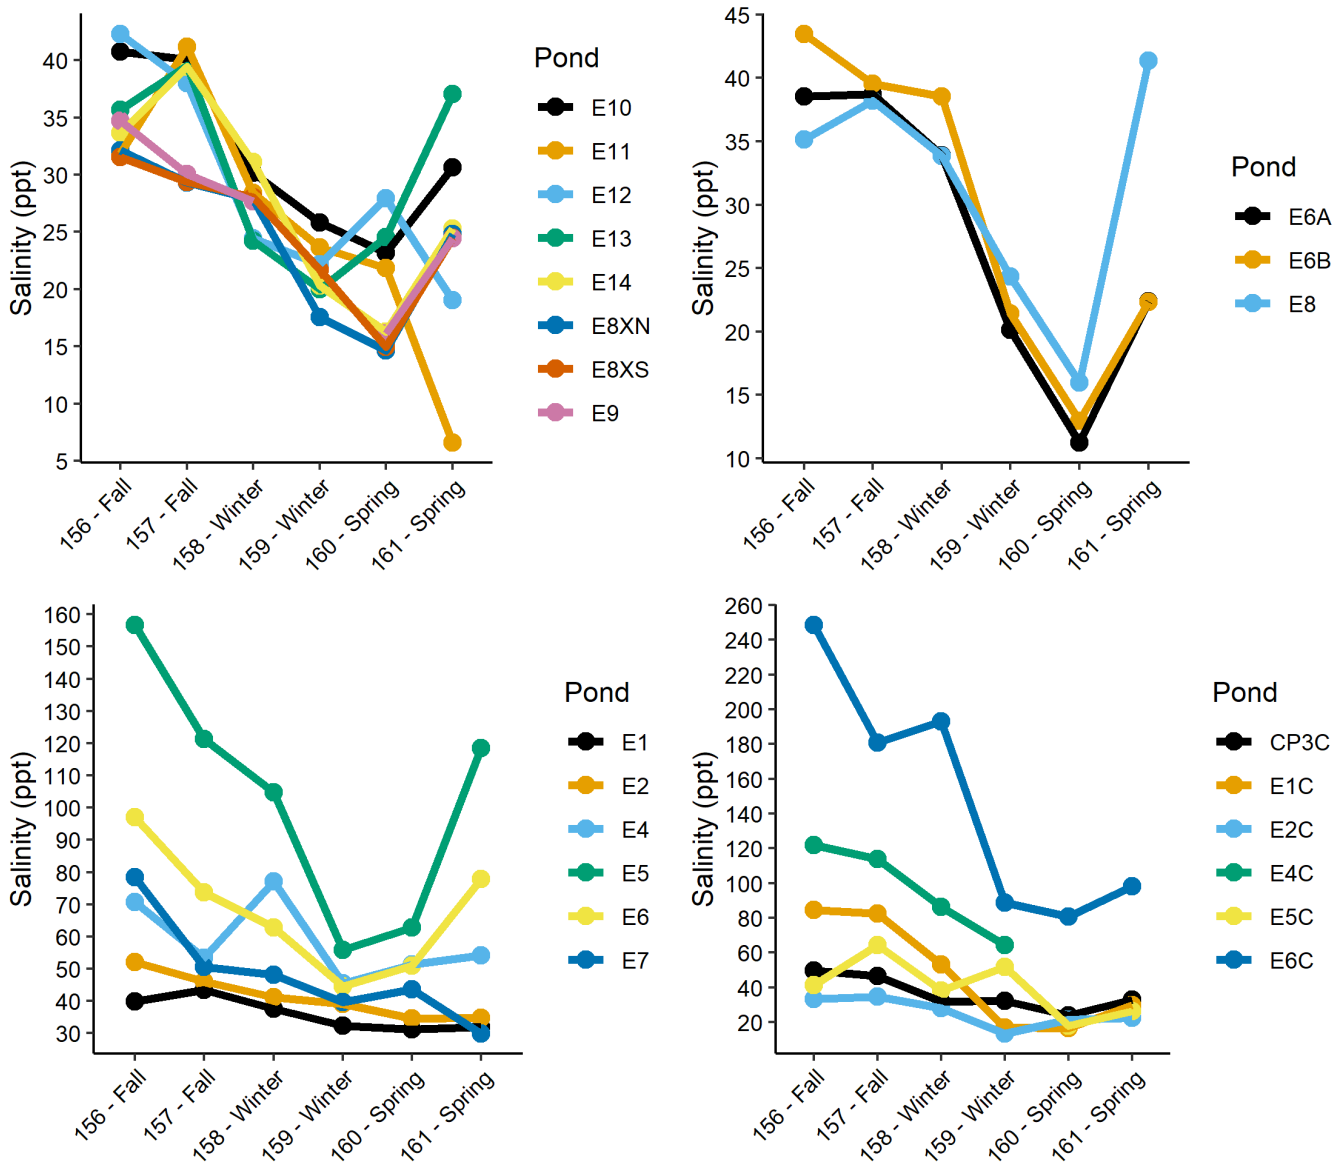 Salinity (ppt)
40
35
30
25
20
15
10
5
156 - Fall
157 - Fall
158 - Winter
159 - Winter
160 - Spring
161 - Spring
Pond
E10
E11
E12
E13
E14
E8XN
E8XS
E9
Salinity (ppt)
45
40
35
30
25
20
15
10
156 - Fall
157 - Fall
158 - Winter
159 - Winter
160 - Spring
161 - Spring
Pond
E6A
E6B
E8
Salinity (ppt)
160
150
140
130
120
110
100
90
80
70
60
50
40
30
156 - Fall
157 - Fall
158 - Winter
159 - Winter
160 - Spring
161 - Spring
Pond
E1
E2
E4
E5
E6
E7
Salinity (ppt)
260
240
220
200
180
160
140
120
100
80
60
40
20
156 - Fall
157 - Fall
158 - Winter
159 - Winter
160 - Spring
161 - Spring
Pond
CP3C
E1C
E2C
E4C
E5C
E6C